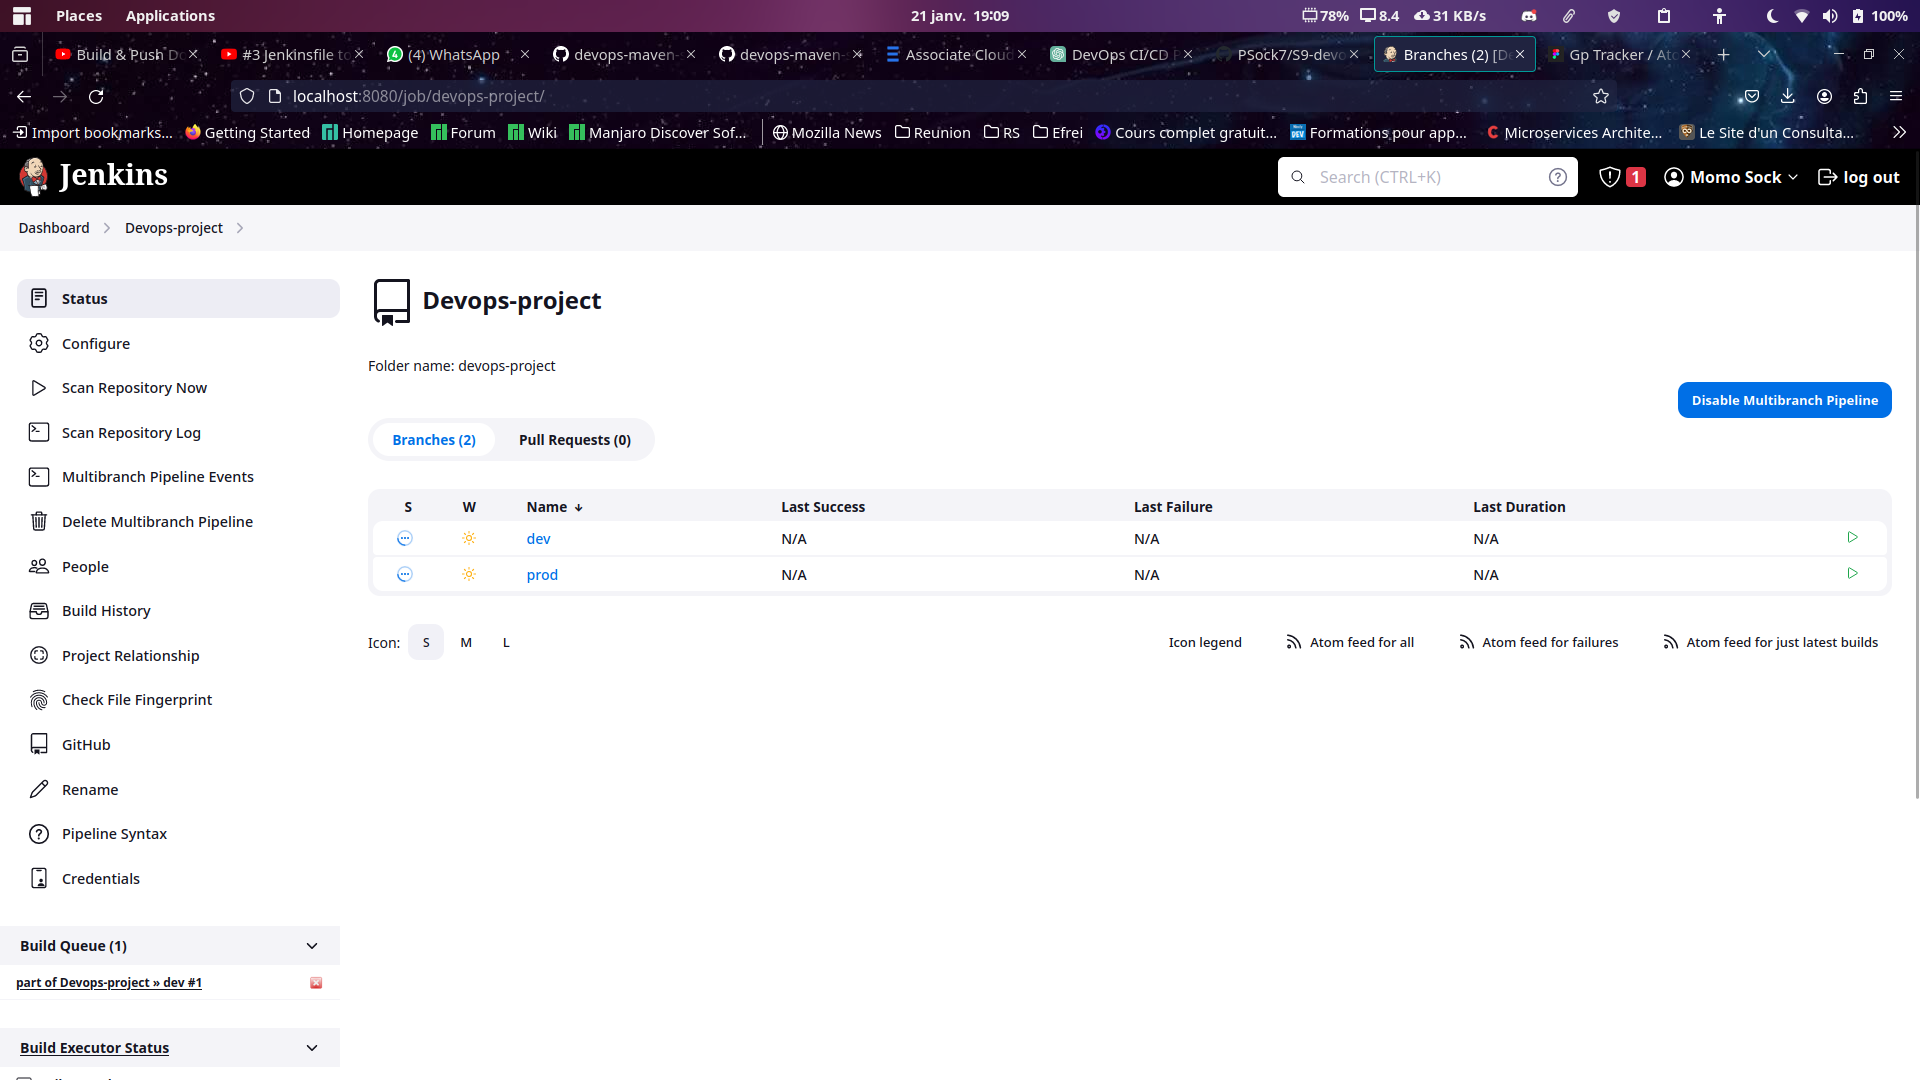 Places Applications 21 janv. 19:09 78% 8.4 31 KB/s 100%
Build & Push Do #3 Jenkinsfile to (4) WhatsApp devops-maven- devops-maven- Associate Cloud DevOps CI/CD PSock7/S9-devo Branches (2) [De Gp Tracker / Ato
localhost:8080/job/devops-project/
Import bookmarks... Getting Started Homepage Forum Wiki Manjaro Discover Sof... Mozilla News Reunion RS Efrei Cours complet gratuit... Formations pour app... Microservices Archite... Le Site d'un Consulta...
Jenkins Search (CTRL+K) 1 Momo Sock log out
Dashboard Devops-project
Status
Configure
Scan Repository Now
Scan Repository Log
Multibranch Pipeline Events
Delete Multibranch Pipeline
People
Build History
Project Relationship
Check File Fingerprint
GitHub
Rename
Pipeline Syntax
Credentials
Build Queue (1)
part of Devops-project » dev #1
Build Executor Status
Devops-project
Folder name: devops-project
Disable Multibranch Pipeline
Branches (2) Pull Requests (0)
S W Name ↓ Last Success Last Failure Last Duration
dev N/A N/A N/A
prod N/A N/A N/A
Icon: S M L Icon legend Atom feed for all Atom feed for failures Atom feed for just latest builds